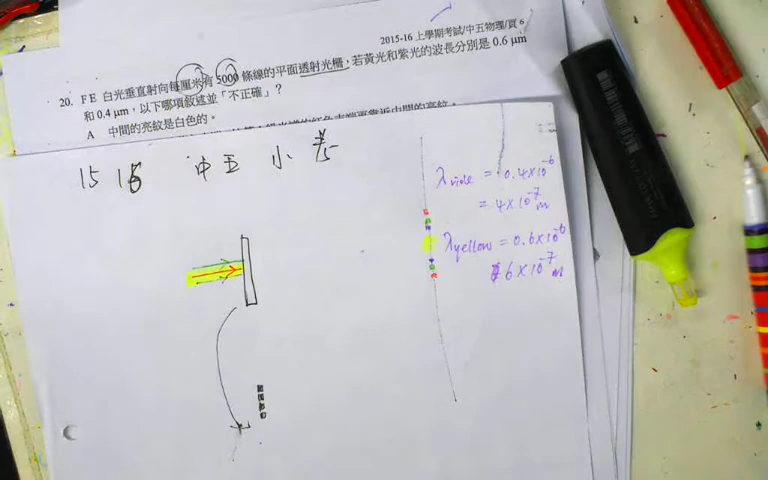 2015-16 上學期考試/中五物理/頁 6
20. F E 白光垂直射向每厘米有 5000 條線的平面透射光柵，若黃光和紫光的波長分別是 0.6 μm
和 0.4 μm，以下哪項敘述並「不正確」？
A 中間的亮紋是白色的。
15 16 中五 小
= 0.4×10⁻⁶
= 4×10⁻⁷ m
λyellow = 0.6×10⁻⁶
6×10⁻⁷ m